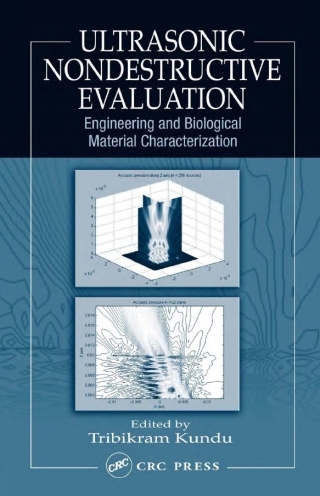 ULTRASONIC
NONDESTRUCTIVE
EVALUATION
Engineering and Biological
Material Characterization
Edited by
Tribikram Kundu
CRC
CRC PRESS